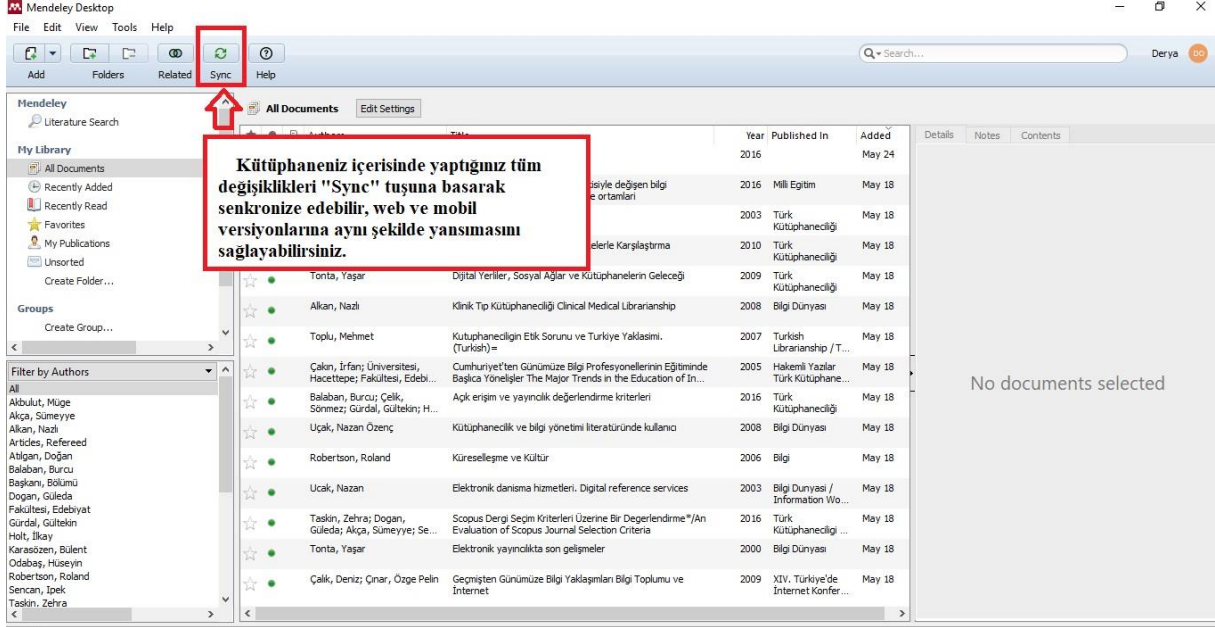 Mendeley Desktop
File Edit View Tools Help
Add Folders Related Sync Help
Search...
Derya DO
Mendeley
Literature Search
My Library
All Documents
Recently Added
Recently Read
Favorites
My Publications
Unsorted
Create Folder...
Groups
Create Group...
Filter by Authors
All
Akbulut, Müge
Akça, Sümeyye
Alkan, Nazlı
Articles, Refereed
Atılgan, Doğan
Balaban, Burcu
Başkanı, Bölümü
Dogan, Güleda
Fakültesi, Edebiyat
Gürdal, Gültekin
Holt, İlkay
Karasözen, Bülent
Odabaş, Hüseyin
Robertson, Roland
Sencan, Ipek
Taskin, Zehra
All Documents Edit Settings
Year Published In Added
Kütüphaneniz içerisinde yaptığınız tüm
değişiklikleri "Sync" tuşuna basarak
senkronize edebilir, web ve mobil
versiyonlarına aynı şekilde yansımasını
sağlayabilirsiniz.
2016 May 24
değişen bilgi 2016 Milli Egitim May 18
ortamlari
2003 Türk May 18
Kütüphaneciliği
Karşılaştırma 2010 Türk May 18
Kütüphaneciliği
Tonta, Yaşar Dijital Yerliler, Sosyal Ağlar ve Kütüphanelerin Geleceği 2009 Türk May 18
Kütüphaneciliği
Alkan, Nazlı Klinik Tıp Kütüphaneciliği Clinical Medical Librarianship 2008 Bilgi Dünyası May 18
Toplu, Mehmet Kutuphaneciligin Etik Sorunu ve Turkiye Yaklasimi. 2007 Turkish May 18
(Turkish)= Librarianship / T...
Çakın, İrfan; Üniversitesi, Cumhuriyet'ten Günümüze Bilgi Profesyonellerinin Eğitiminde 2005 Hakemli Yazılar May 18
Hacettepe; Fakültesi, Edebi... Başlıca Yönelişler The Major Trends in the Education of In... Türk Kütüphane...
Balaban, Burcu; Çelik, Açık erişim ve yayıncılık değerlendirme kriterleri 2016 Türk May 18
Sönmez; Gürdal, Gültekin; H... Kütüphaneciliği
Uçak, Nazan Özenç Kütüphanecilik ve bilgi yönetimi literatüründe kullanıcı 2008 Bilgi Dünyası May 18
Robertson, Roland Küreselleşme ve Kültür 2006 Bilgi May 18
Ucak, Nazan Elektronik danisma hizmetleri. Digital reference services 2003 Bilgi Dunyasi / May 18
Information Wo...
Taskin, Zehra; Dogan, Scopus Dergi Seçim Kriterleri Üzerine Bir Degerlendirme*/An 2016 Türk May 18
Güleda; Akça, Sümeyye; Se... Evaluation of Scopus Journal Selection Criteria Kütüphaneciligi ...
Tonta, Yaşar Elektronik yayıncılıkta son gelişmeler 2000 Bilgi Dünyası May 18
Çalık, Deniz; Çınar, Özge Pelin Geçmişten Günümüze Bilgi Yaklaşımları Bilgi Toplumu ve 2009 XIV. Türkiye'de May 18
İnternet İnternet Konfer...
Details Notes Contents
No documents selected